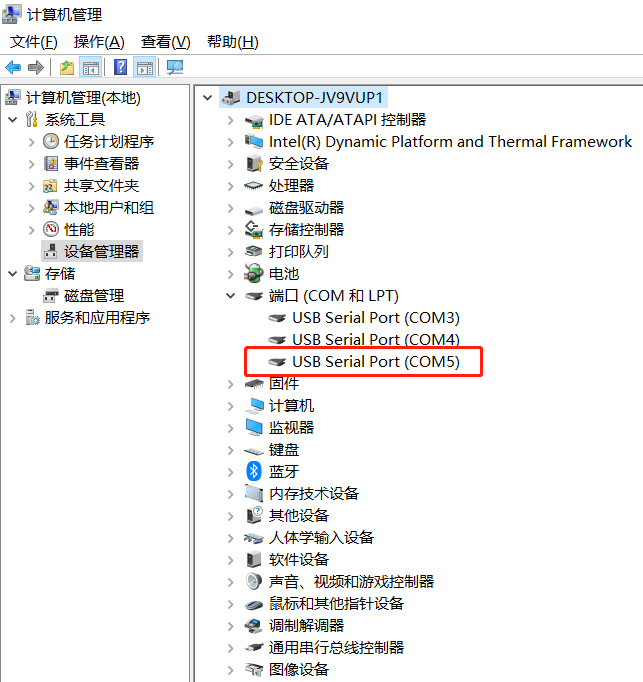 计算机管理
文件(F) 操作(A) 查看(V) 帮助(H)
计算机管理(本地)
系统工具
任务计划程序
事件查看器
共享文件夹
本地用户和组
性能
设备管理器
存储
磁盘管理
服务和应用程序
DESKTOP-JV9VUP1
IDE ATA/ATAPI 控制器
Intel(R) Dynamic Platform and Thermal Framework
安全设备
处理器
磁盘驱动器
存储控制器
打印队列
电池
端口 (COM 和 LPT)
USB Serial Port (COM3)
USB Serial Port (COM4)
USB Serial Port (COM5)
固件
计算机
监视器
键盘
蓝牙
内存技术设备
其他设备
人体学输入设备
软件设备
声音、视频和游戏控制器
鼠标和其他指针设备
调制解调器
通用串行总线控制器
图像设备